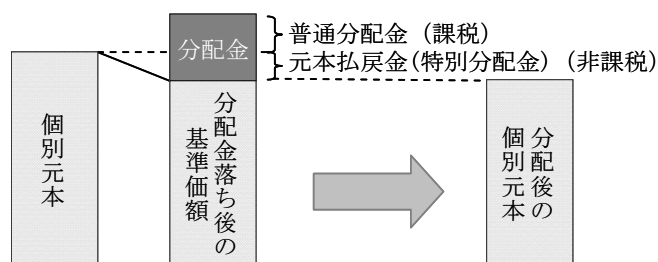 普通分配金（課税）
分配金
元本払戻金(特別分配金)（非課税）
個別元本
分配金落ち後の
基準価額
分配後の
個別元本